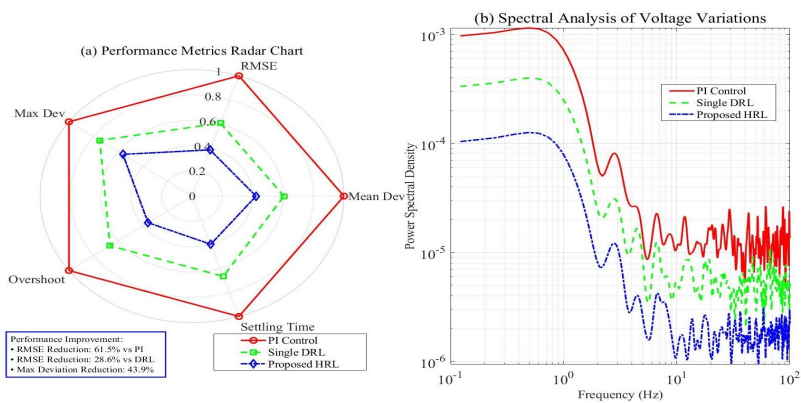 (a) Performance Metrics Radar Chart
RMSE
Max Dev
Mean Dev
Overshoot
Settling Time
1
0.8
0.6
0.4
0.2
0
Performance Improvement:
• RMSE Reduction: 61.5% vs PI
• RMSE Reduction: 28.6% vs DRL
• Max Deviation Reduction: 43.9%
PI Control
Single DRL
Proposed HRL
(b) Spectral Analysis of Voltage Variations
Power Spectral Density
10⁻³
10⁻⁴
10⁻⁵
10⁻⁶
PI Control
Single DRL
Proposed HRL
10⁻¹
10⁰
10¹
10²
Frequency (Hz)